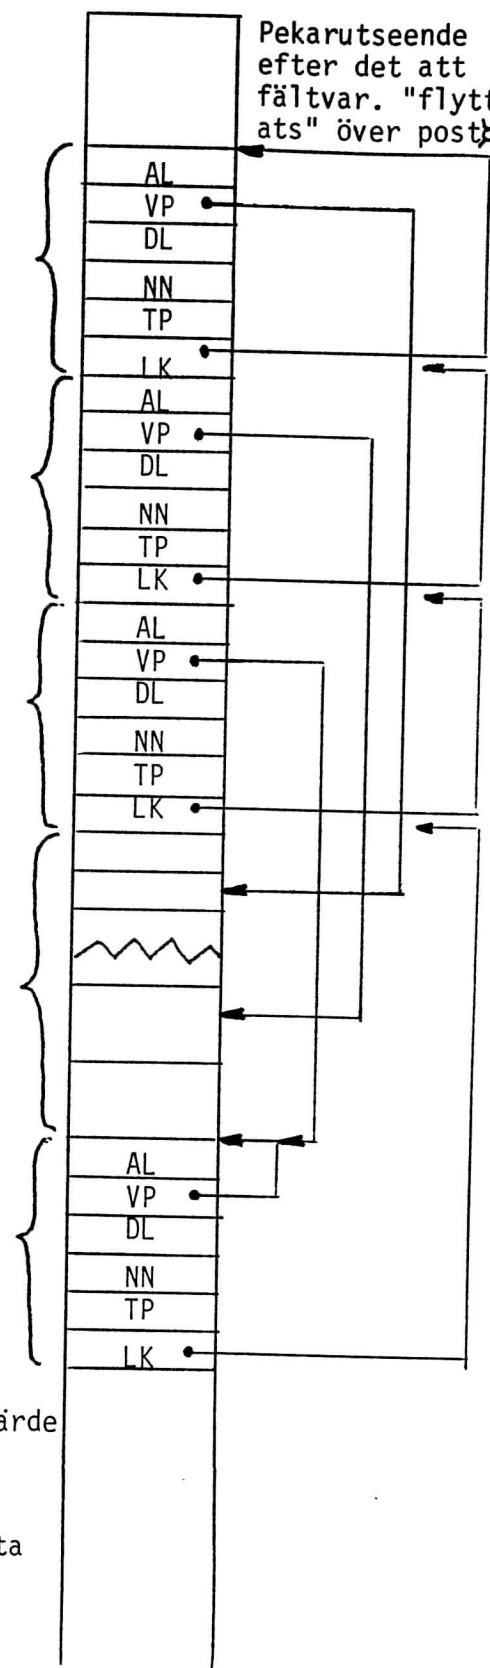 Pekarutseende
efter det att
fältvar. "flytt
ats" över post
AL
VP
DL
NN
TP
LK
AL
VP
DL
NN
TP
LK
AL
VP
DL
NN
TP
LK
AL
VP
DL
NN
TP
LK
ärde
ta